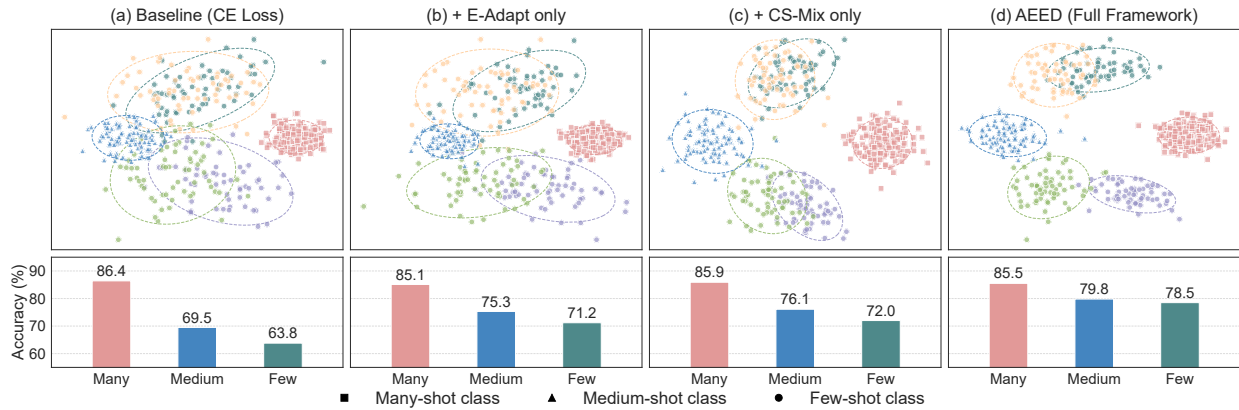 (a) Baseline (CE Loss)
(b) + E-Adapt only
(c) + CS-Mix only
(d) AEED (Full Framework)
Accuracy (%)
90
80
70
60
86.4
69.5
63.8
85.1
75.3
71.2
85.9
76.1
72.0
85.5
79.8
78.5
Many Medium Few
Many Medium Few
Many Medium Few
Many Medium Few
Many-shot class Medium-shot class Few-shot class